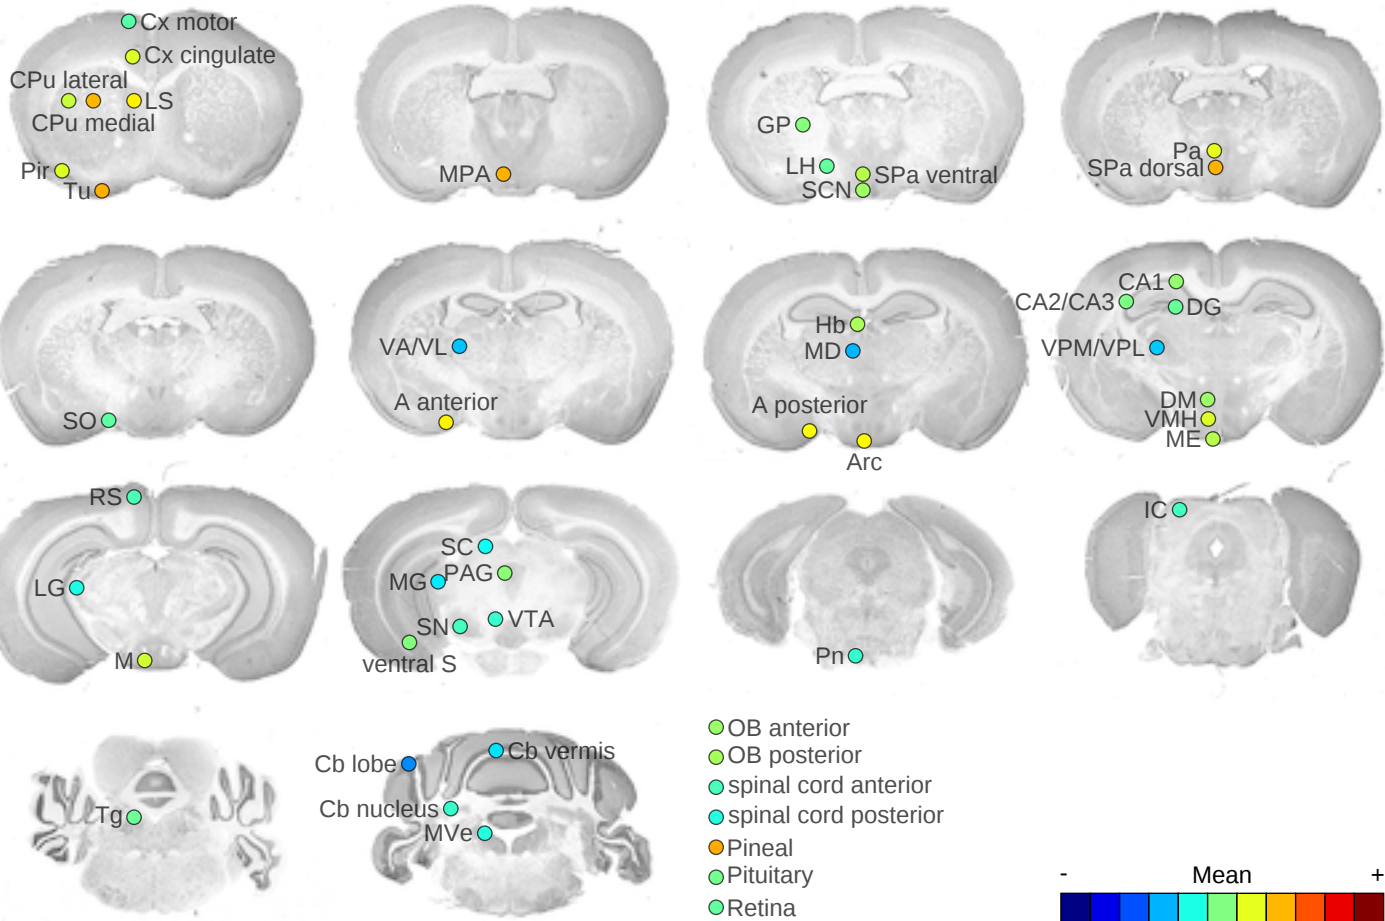 Cx motor
Cx cingulate
CPu lateral
LS
CPu medial
Pir
Tu
MPA
GP
LH
SPa ventral
SCN
Pa
SPa dorsal
SO
VA/VL
A anterior
Hb
MD
A posterior
Arc
CA1
CA2/CA3
DG
VPM/VPL
DM
VMH
ME
RS
LG
M
SC
MG
PAG
SN
VTA
ventral S
Pn
IC
Tg
Cb lobe
Cb vermis
Cb nucleus
MVe
OB anterior
OB posterior
spinal cord anterior
spinal cord posterior
Pineal
Pituitary
Retina
- Mean +